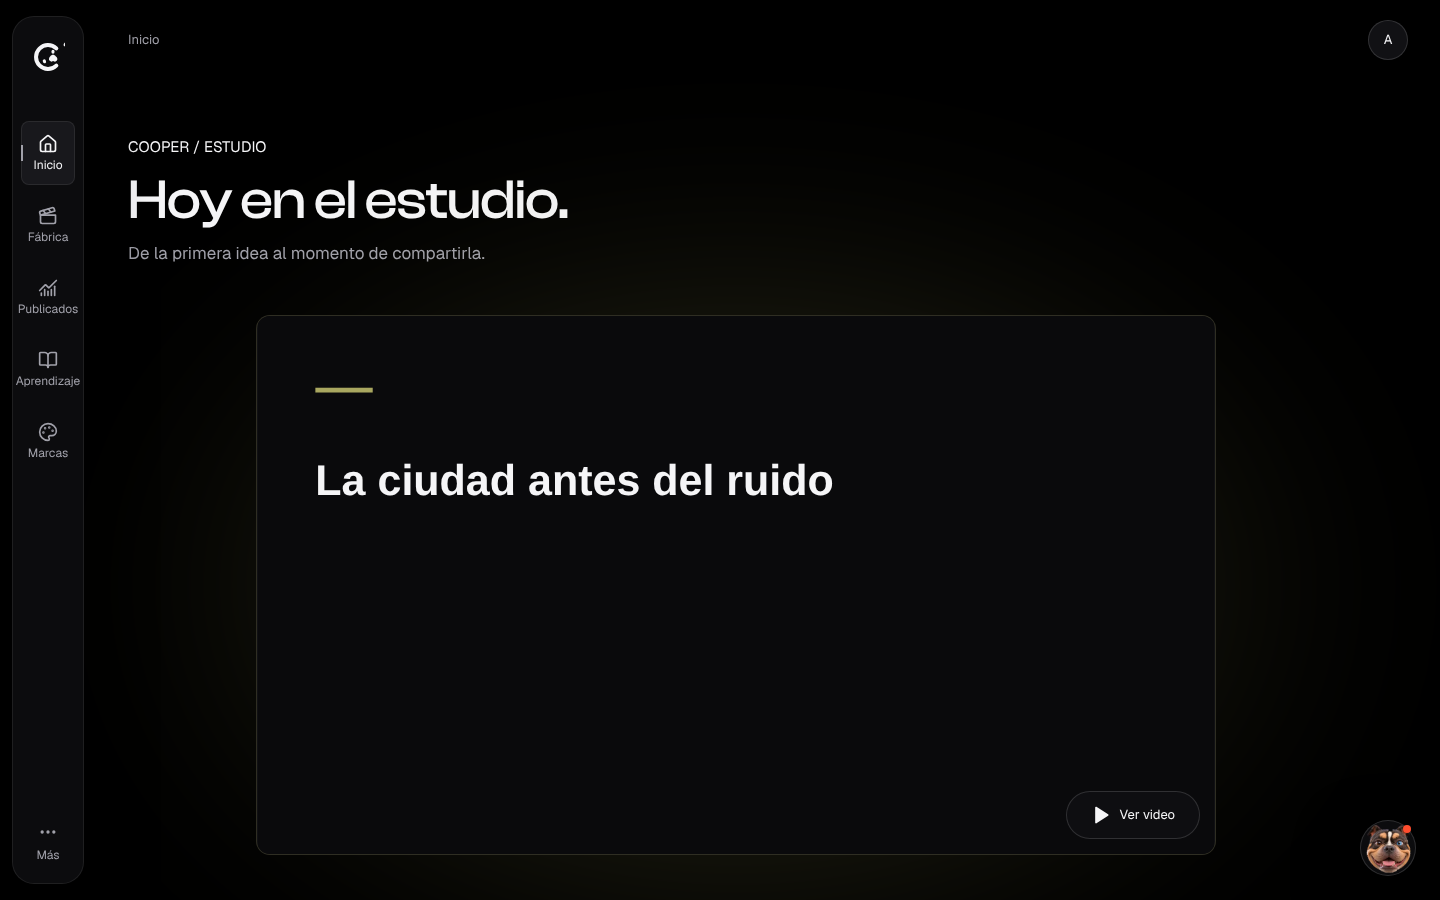 Inicio
A
Inicio
Fábrica
Publicados
Aprendizaje
Marcas
Más
COOPER / ESTUDIO
Hoy en el estudio.
De la primera idea al momento de compartirla.
La ciudad antes del ruido
Ver video